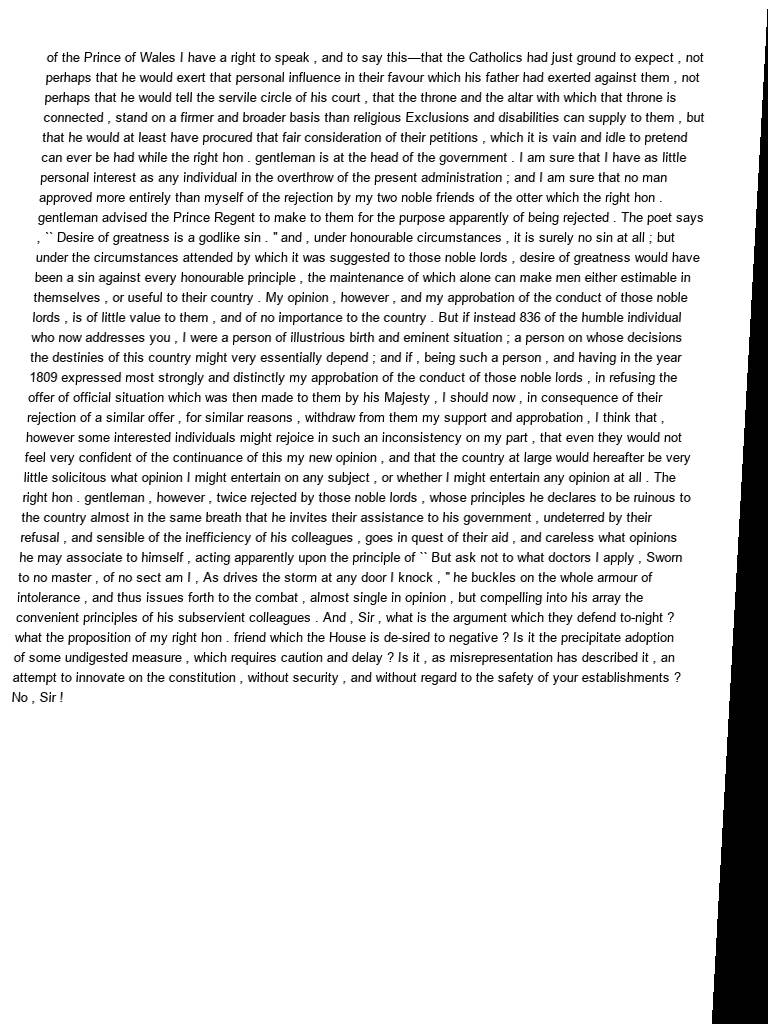 of the Prince of Wales I have a right to speak , and to say this—that the Catholics had just ground to expect , not
perhaps that he would exert that personal influence in their favour which his father had exerted against them , not
perhaps that he would tell the servile circle of his court , that the throne and the altar with which that throne is
connected , stand on a firmer and broader basis than religious Exclusions and disabilities can supply to them , but
that he would at least have procured that fair consideration of their petitions , which it is vain and idle to pretend
can ever be had while the right hon . gentleman is at the head of the government . I am sure that I have as little
personal interest as any individual in the overthrow of the present administration ; and I am sure that no man
approved more entirely than myself of the rejection by my two noble friends of the otter which the right hon .
gentleman advised the Prince Regent to make to them for the purpose apparently of being rejected . The poet says
, `` Desire of greatness is a godlike sin . " and , under honourable circumstances , it is surely no sin at all ; but
under the circumstances attended by which it was suggested to those noble lords , desire of greatness would have
been a sin against every honourable principle , the maintenance of which alone can make men either estimable in
themselves , or useful to their country . My opinion , however , and my approbation of the conduct of those noble
lords , is of little value to them , and of no importance to the country . But if instead 836 of the humble individual
who now addresses you , I were a person of illustrious birth and eminent situation ; a person on whose decisions
the destinies of this country might very essentially depend ; and if , being such a person , and having in the year
1809 expressed most strongly and distinctly my approbation of the conduct of those noble lords , in refusing the
offer of official situation which was then made to them by his Majesty , I should now , in consequence of their
rejection of a similar offer , for similar reasons , withdraw from them my support and approbation , I think that ,
however some interested individuals might rejoice in such an inconsistency on my part , that even they would not
feel very confident of the continuance of this my new opinion , and that the country at large would hereafter be very
little solicitous what opinion I might entertain on any subject , or whether I might entertain any opinion at all . The
right hon . gentleman , however , twice rejected by those noble lords , whose principles he declares to be ruinous to
the country almost in the same breath that he invites their assistance to his government , undeterred by their
refusal , and sensible of the inefficiency of his colleagues , goes in quest of their aid , and careless what opinions
he may associate to himself , acting apparently upon the principle of `` But ask not to what doctors I apply , Sworn
to no master , of no sect am I , As drives the storm at any door I knock , " he buckles on the whole armour of
intolerance , and thus issues forth to the combat , almost single in opinion , but compelling into his array the
convenient principles of his subservient colleagues . And , Sir , what is the argument which they defend to-night ?
what the proposition of my right hon . friend which the House is de-sired to negative ? Is it the precipitate adoption
of some undigested measure , which requires caution and delay ? Is it , as misrepresentation has described it , an
attempt to innovate on the constitution , without security , and without regard to the safety of your establishments ?
No , Sir !